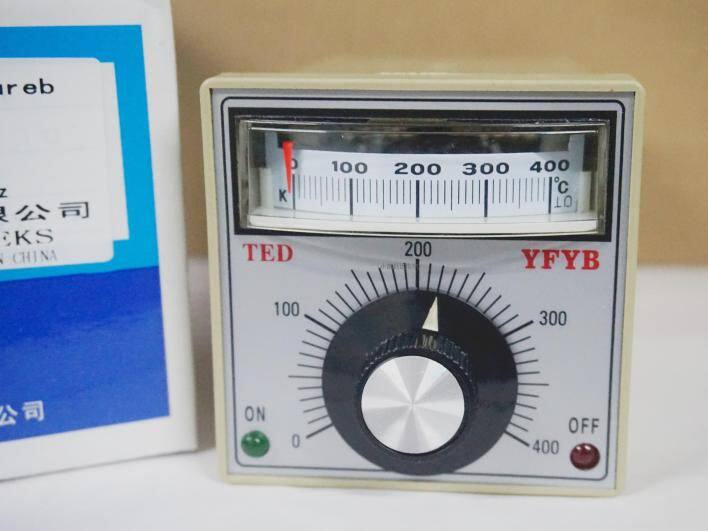 ureb
z
限公司
EKS
N CHINA
公司
0 100 200 300 400
K
℃
⊥0
TED
YFYB
200
100
300
ON
OFF
0
400